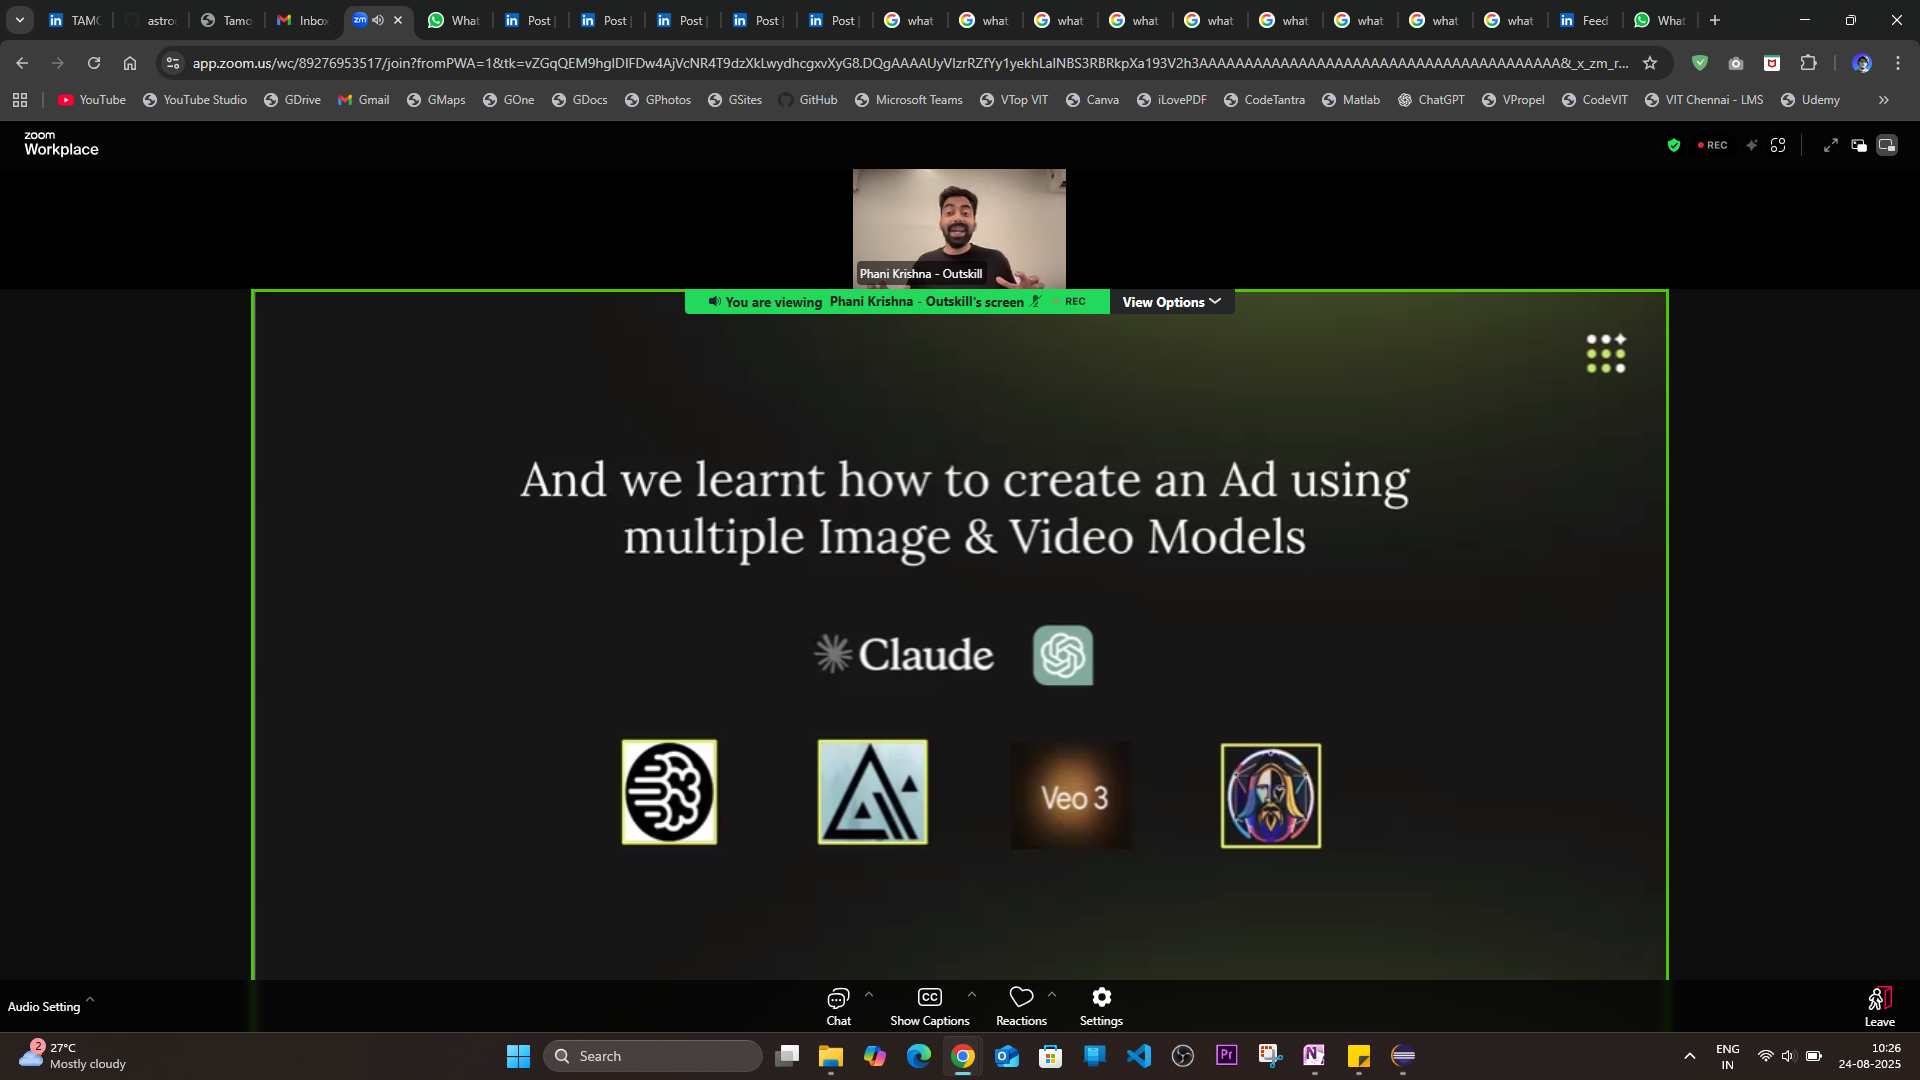 TAMO
astro
Tamo
Inbox
What
Post
Post
Post
Post
Post
what
what
what
what
what
what
what
what
what
Feed
What
app.zoom.us/wc/89276953517/join?fromPWA=1&tk=
YouTube
YouTube Studio
GDrive
Gmail
GMaps
GOne
GDocs
GPhotos
GSites
GitHub
Microsoft Teams
VTop VIT
Canva
iLovePDF
CodeTantra
Matlab
ChatGPT
VPropel
CodeVIT
VIT Chennai - LMS
Udemy
zoom
Workplace
REC
Phani Krishna - Outskill
You are viewing Phani Krishna - Outskill's screen REC
View Options
And we learnt how to create an Ad using
multiple Image & Video Models
Claude
Veo 3
Audio Setting
Chat
Show Captions
Reactions
Settings
Leave
2
27°C
Mostly cloudy
Search
Pr
ENG
IN
10:26
24-08-2025